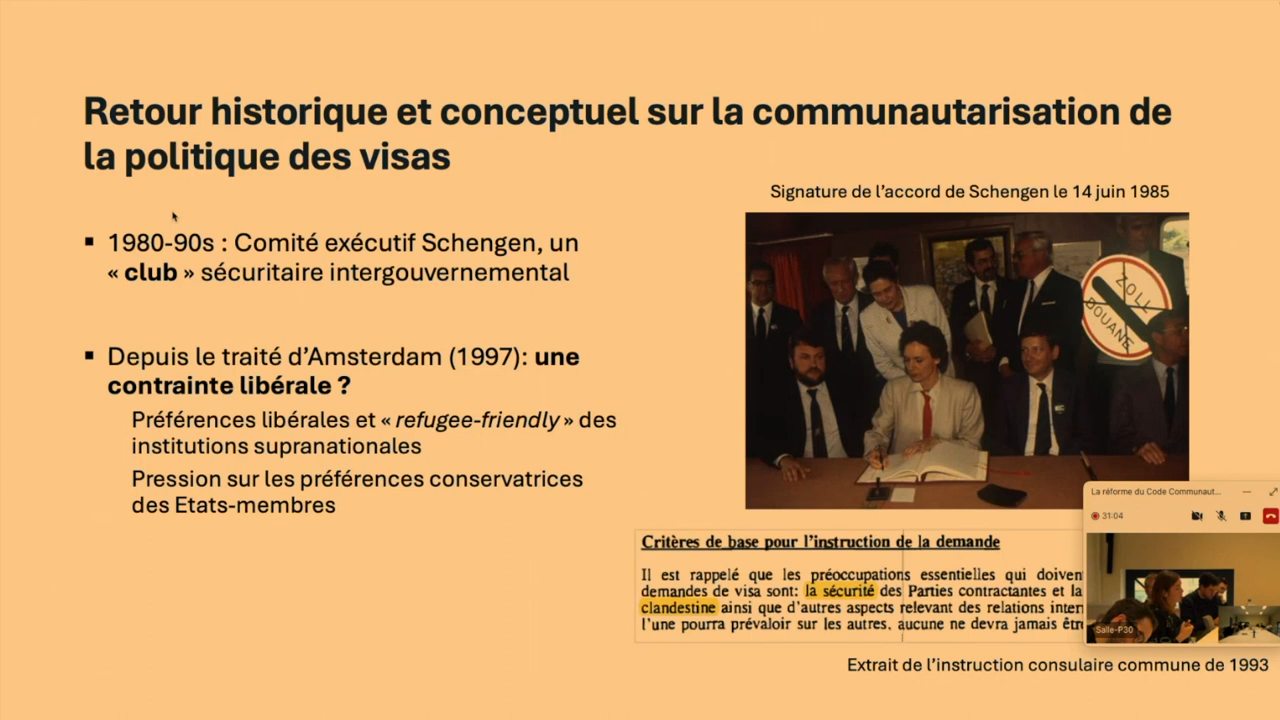 Retour historique et conceptuel sur la communautarisation de
la politique des visas
Signature de l’accord de Schengen le 14 juin 1985
▪ 1980-90s : Comité exécutif Schengen, un
« club » sécuritaire intergouvernemental
▪ Depuis le traité d’Amsterdam (1997): une
contrainte libérale ?
Préférences libérales et « refugee-friendly » des
institutions supranationales
Pression sur les préférences conservatrices
des Etats-membres
ZOLL
DOUANE
La réforme du Code Communaut...
31:04
Salle-P30
Critères de base pour l’instruction de la demande
Il est rappelé que les préoccupations essentielles qui doiven
demandes de visa sont: la sécurité des Parties contractantes et la
clandestine ainsi que d’autres aspects relevant des relations inter
l’une pourra prévaloir sur les autres, aucune ne devra jamais êtr
Extrait de l’instruction consulaire commune de 1993